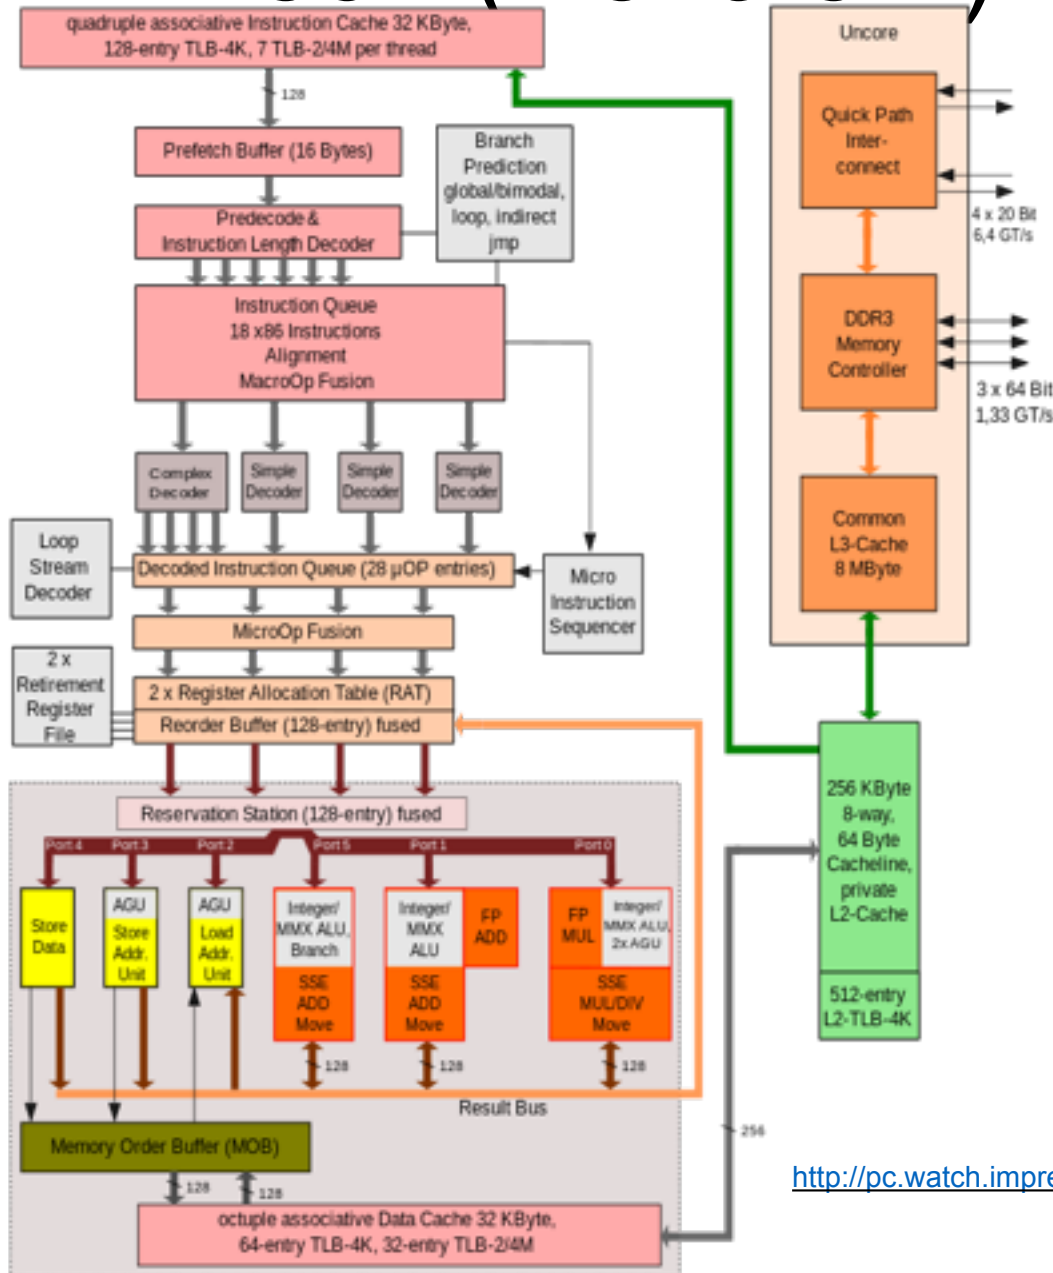 quadruple associative Instruction Cache 32 KByte,
128-entry TLB-4K, 7 TLB-2/4M per thread
128
Prefetch Buffer (16 Bytes)
Predecode &
Instruction Length Decoder
Branch
Prediction
global/bimodal,
loop, indirect
jmp
Instruction Queue
18 x86 Instructions
Alignment
MacroOp Fusion
Complex
Decoder
Simple
Decoder
Simple
Decoder
Simple
Decoder
Loop
Stream
Decoder
Decoded Instruction Queue (28 µOP entries)
Micro
Instruction
Sequencer
MicroOp Fusion
2 x
Retirement
Register
File
2 x Register Allocation Table (RAT)
Reorder Buffer (128-entry) fused
Reservation Station (128-entry) fused
Port 4
Port 3
Port 2
Port 5
Port 1
Port 0
Store
Data
AGU
Store
Addr.
Unit
AGU
Load
Addr.
Unit
Integer/
MMX ALU,
Branch
SSE
ADD
Move
Integer/
MMX
ALU
FP
ADD
SSE
ADD
Move
FP
MUL
Integer/
MMX ALU,
2x AGU
SSE
MUL/DIV
Move
128
128
128
Result Bus
Memory Order Buffer (MOB)
128
128
256
octuple associative Data Cache 32 KByte,
64-entry TLB-4K, 32-entry TLB-2/4M
Uncore
Quick Path
Inter-
connect
4 x 20 Bit
6,4 GT/s
DDR3
Memory
Controller
3 x 64 Bit
1,33 GT/s
Common
L3-Cache
8 MByte
256 KByte
8-way,
64 Byte
Cacheline,
private
L2-Cache
512-entry
L2-TLB-4K
http://pc.watch.impre